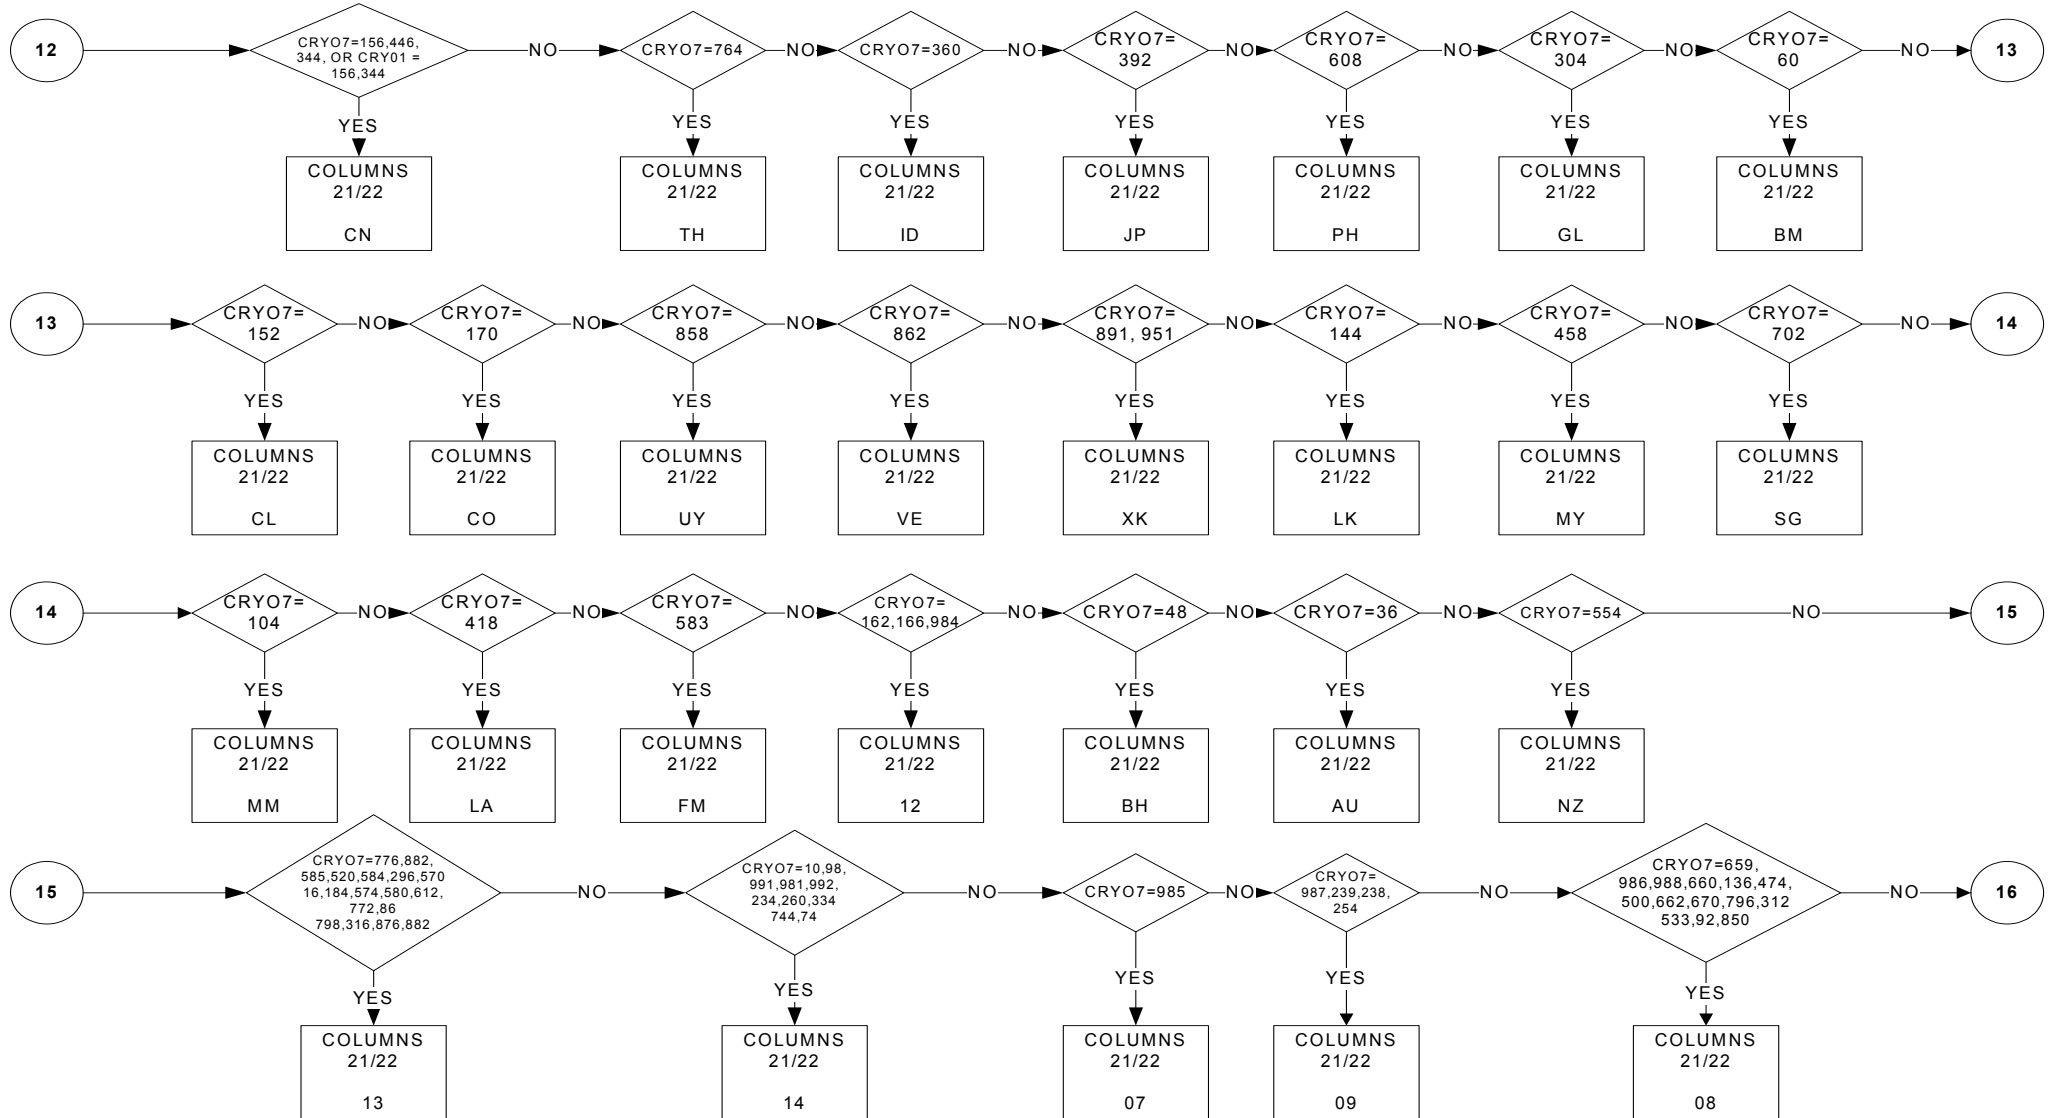 12
CRYO7=156,446,
344, OR CRY01 =
156,344
NO
CRYO7=764
NO
CRYO7=360
NO
CRYO7=
392
NO
CRYO7=
608
NO
CRYO7=
304
NO
CRYO7=
60
NO
13
YES
YES
YES
YES
YES
YES
YES
COLUMNS
21/22
CN
COLUMNS
21/22
TH
COLUMNS
21/22
ID
COLUMNS
21/22
JP
COLUMNS
21/22
PH
COLUMNS
21/22
GL
COLUMNS
21/22
BM
13
CRYO7=
152
NO
CRYO7=
170
NO
CRYO7=
858
NO
CRYO7=
862
NO
CRYO7=
891, 951
NO
CRYO7=
144
NO
CRYO7=
458
NO
CRYO7=
702
NO
14
YES
YES
YES
YES
YES
YES
YES
YES
COLUMNS
21/22
CL
COLUMNS
21/22
CO
COLUMNS
21/22
UY
COLUMNS
21/22
VE
COLUMNS
21/22
XK
COLUMNS
21/22
LK
COLUMNS
21/22
MY
COLUMNS
21/22
SG
14
CRYO7=
104
NO
CRYO7=
418
NO
CRYO7=
583
NO
CRYO7=
162,166,984
NO
CRYO7=48
NO
CRYO7=36
NO
CRYO7=554
NO
15
YES
YES
YES
YES
YES
YES
YES
COLUMNS
21/22
MM
COLUMNS
21/22
LA
COLUMNS
21/22
FM
COLUMNS
21/22
12
COLUMNS
21/22
BH
COLUMNS
21/22
AU
COLUMNS
21/22
NZ
15
CRYO7=776,882,
585,520,584,296,570
16,184,574,580,612,
772,86
798,316,876,882
NO
CRYO7=10,98,
991,981,992,
234,260,334
744,74
NO
CRYO7=985
NO
CRYO7=
987,239,238,
254
NO
CRYO7=659,
986,988,660,136,474,
500,662,670,796,312
533,92,850
NO
16
YES
YES
YES
YES
YES
COLUMNS
21/22
13
COLUMNS
21/22
14
COLUMNS
21/22
07
COLUMNS
21/22
09
COLUMNS
21/22
08